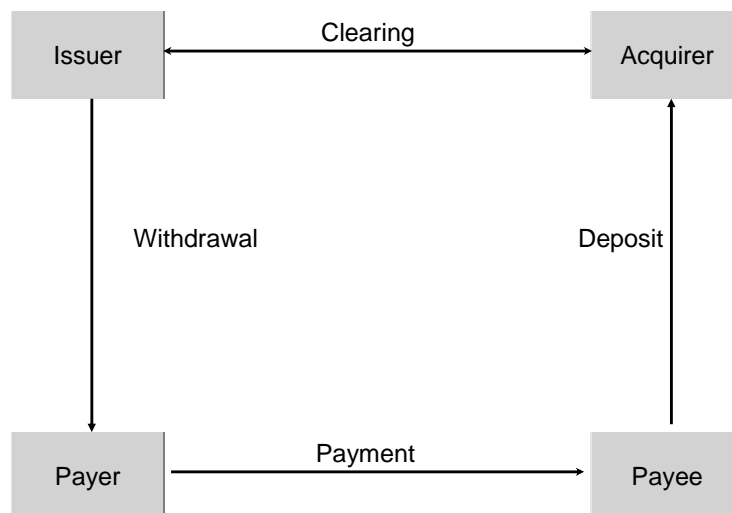 Clearing
Issuer
Acquirer
Withdrawal
Deposit
Payment
Payer
Payee